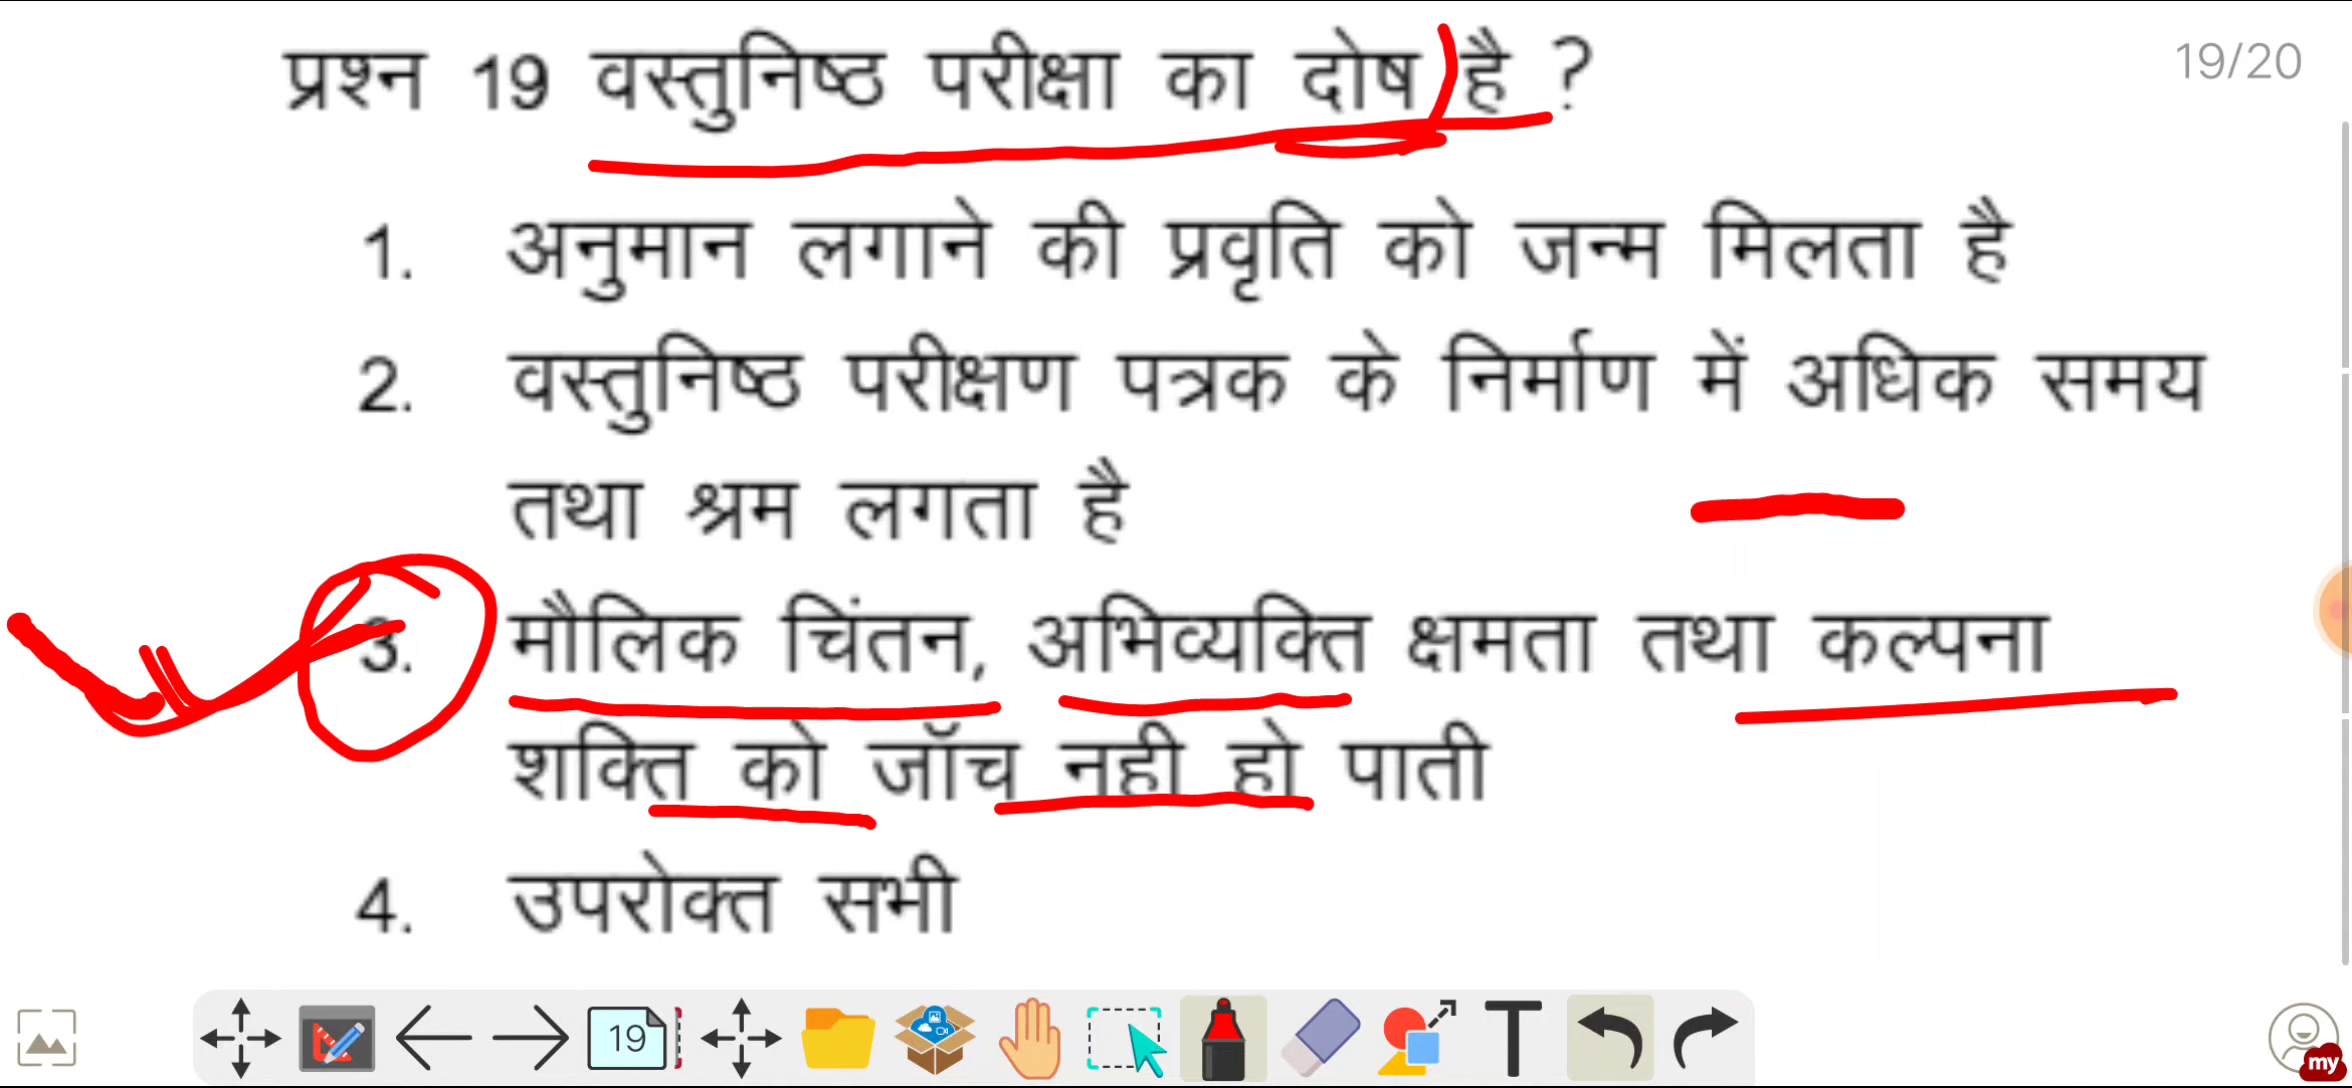 प्रश्न 19 वस्तुनिष्ठ परीक्षा का दोष है ?
19/20
1. अनुमान लगाने की प्रवृति को जन्म मिलता है
2. वस्तुनिष्ठ परीक्षण पत्रक के निर्माण में अधिक समय
तथा श्रम लगता है
3. मौलिक चिंतन, अभिव्यक्ति क्षमता तथा कल्पना
शक्ति को जॉच नही हो पाती
4. उपरोक्त सभी
19
T
my